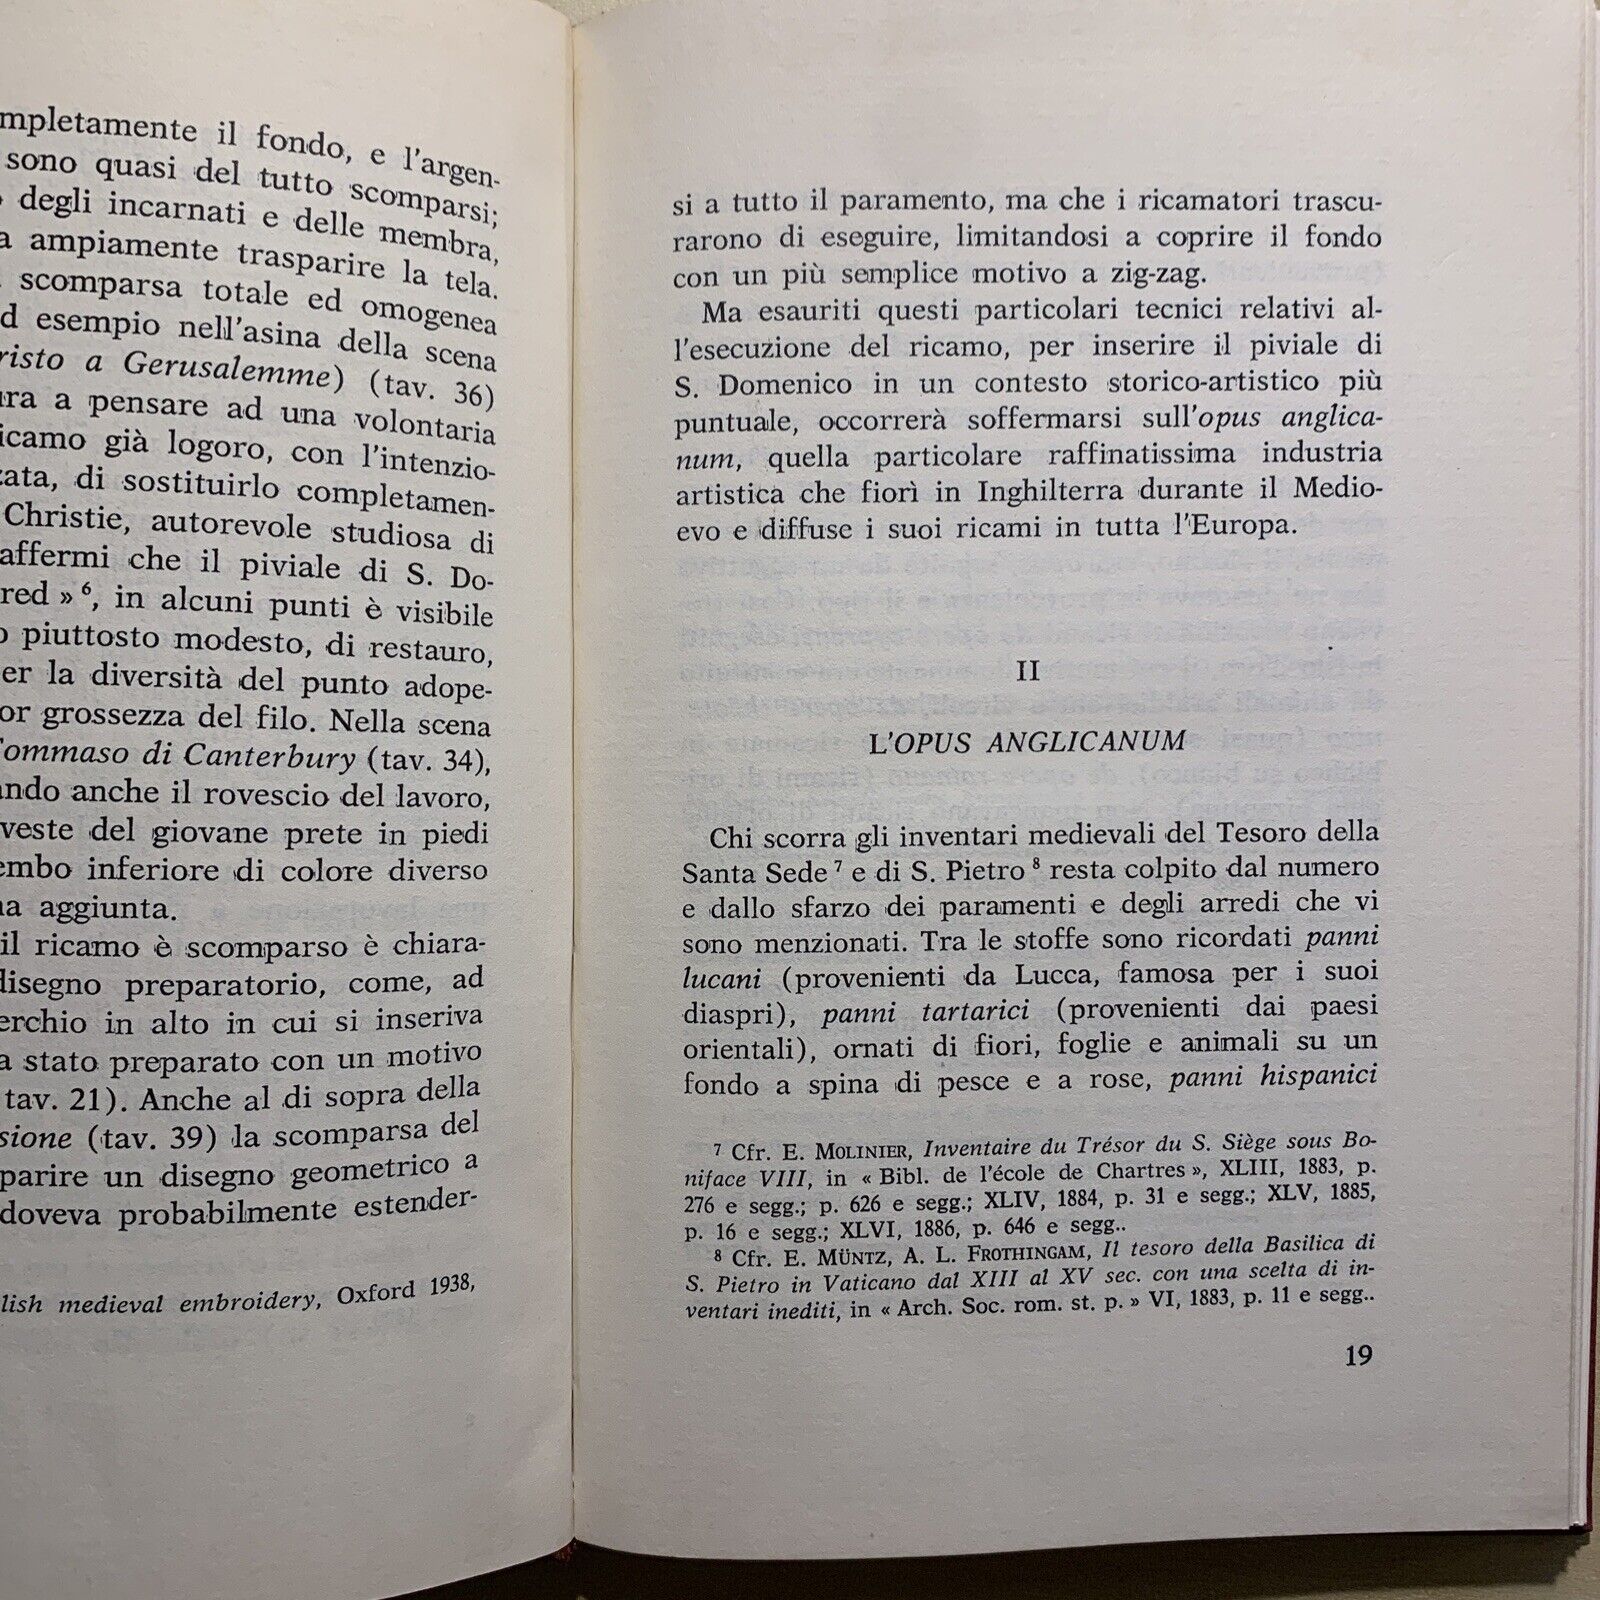 completamente il fondo, e l'argen-
sono quasi del tutto scomparsi;
degli incarnati e delle membra,
a ampiamente trasparire la tela.
scomparsa totale ed omogenea
d esempio nell'asina della scena
risto a Gerusalemme) (tav. 36)
ura a pensare ad una volontaria
icamo già logoro, con l'intenzio-
zata, di sostituirlo completamen-
Christie, autorevole studiosa di
affermi che il piviale di S. Do-
red » 6, in alcuni punti è visibile
o piuttosto modesto, di restauro,
er la diversità del punto adope-
or grossezza del filo. Nella scena
Tommaso di Canterbury (tav. 34),
ando anche il rovescio del lavoro,
veste del giovane prete in piedi
embo inferiore di colore diverso
na aggiunta.
il ricamo è scomparso è chiara-
disegno preparatorio, come, ad
erchio in alto in cui si inseriva
a stato preparato con un motivo
tav. 21). Anche al di sopra della
sione (tav. 39) la scomparsa del
parire un disegno geometrico a
doveva probabilmente estender-
lish medieval embroidery, Oxford 1938,
si a tutto il paramento, ma che i ricamatori trascu-
rarono di eseguire, limitandosi a coprire il fondo
con un più semplice motivo a zig-zag.
Ma esauriti questi particolari tecnici relativi al-
l'esecuzione del ricamo, per inserire il piviale di
S. Domenico in un contesto storico-artistico più
puntuale, occorrerà soffermarsi sull'opus anglica-
num, quella particolare raffinatissima industria
artistica che fiorì in Inghilterra durante il Medio-
evo e diffuse i suoi ricami in tutta l'Europa.
II
L'OPUS ANGLICANUM
Chi scorra gli inventari medievali del Tesoro della
Santa Sede 7 e di S. Pietro 8 resta colpito dal numero
e dallo sfarzo dei paramenti e degli arredi che vi
sono menzionati. Tra le stoffe sono ricordati panni
lucani (provenienti da Lucca, famosa per i suoi
diaspri), panni tartarici (provenienti dai paesi
orientali), ornati di fiori, foglie e animali su un
fondo a spina di pesce e a rose, panni hispanici
7 Cfr. E. MOLINIER, Inventaire du Trésor du S. Siège sous Bo-
niface VIII, in « Bibl. de l'école de Chartres », XLIII, 1883, p.
276 e segg.; p. 626 e segg.; XLIV, 1884, p. 31 e segg.; XLV, 1885,
p. 16 e segg.; XLVI, 1886, p. 646 e segg..
8 Cfr. E. MÜNTZ, A. L. FROTHINGAM, Il tesoro della Basilica di
S. Pietro in Vaticano dal XIII al XV sec. con una scelta di in-
ventari inediti, in « Arch. Soc. rom. st. p. » VI, 1883, p. 11 e segg..
19